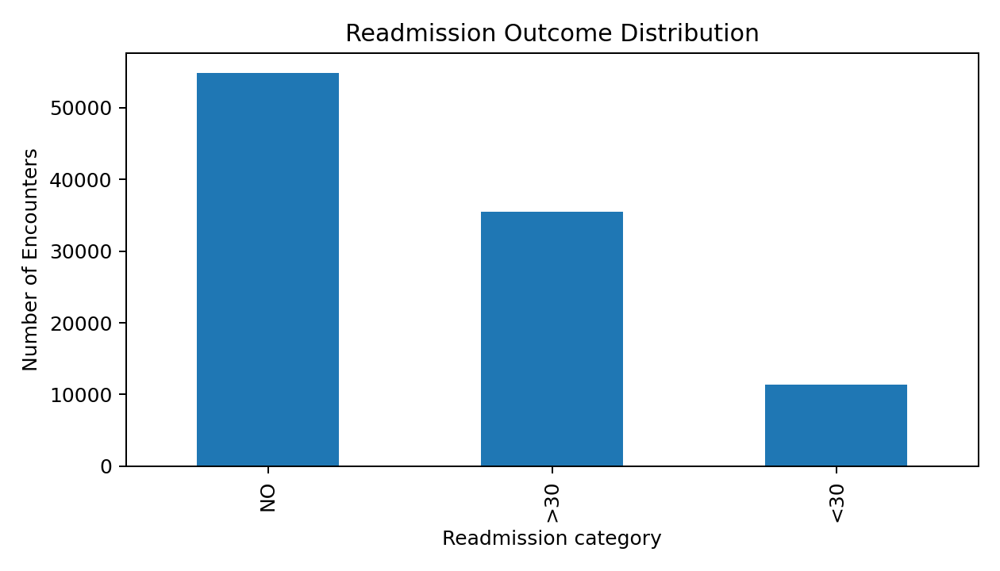 Readmission Outcome Distribution
Number of Encounters
50000
40000
30000
20000
10000
0
NO
>30
<30
Readmission category